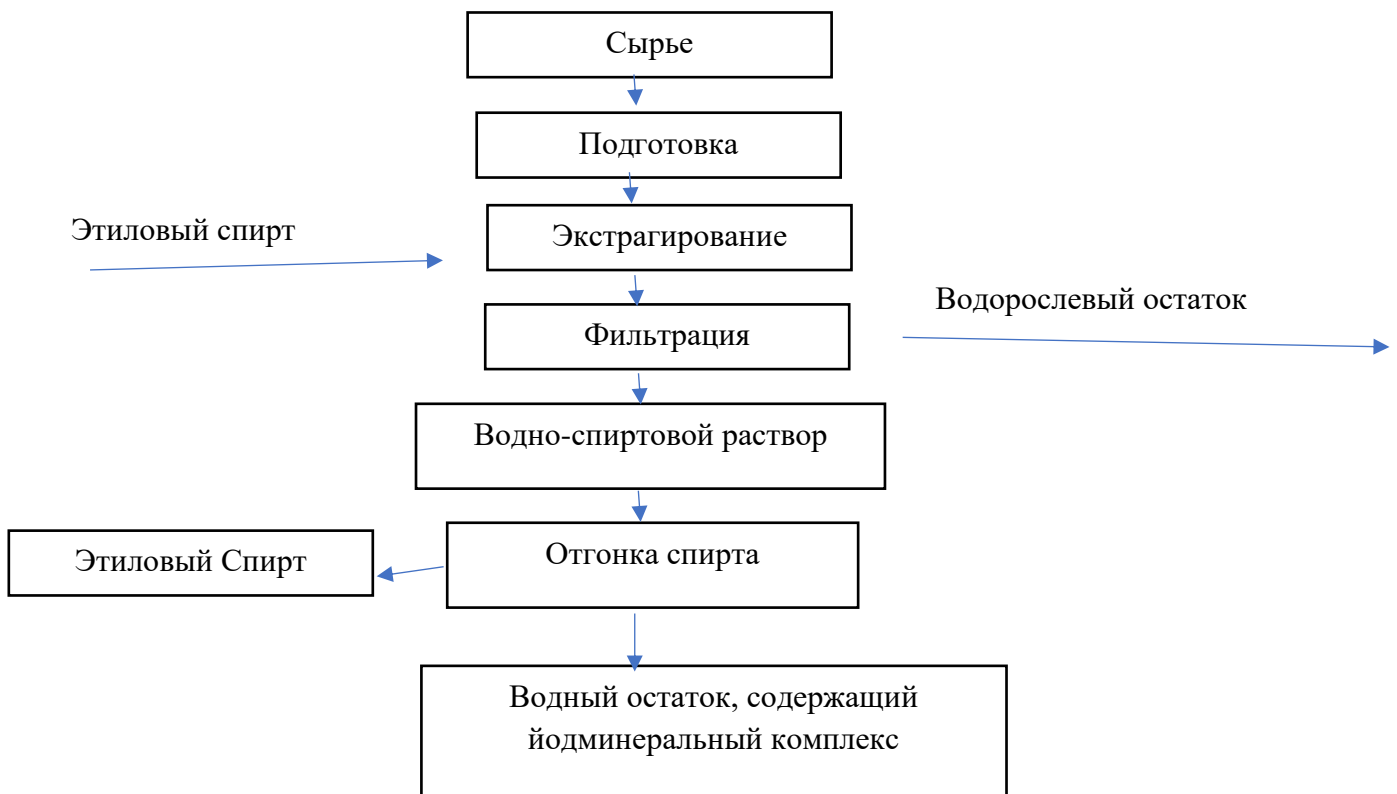 Сырье
Подготовка
Этиловый спирт
Экстрагирование
Водорослевый остаток
Фильтрация
Водно-спиртовой раствор
Этиловый Спирт
Отгонка спирта
Водный остаток, содержащий
йодминеральный комплекс